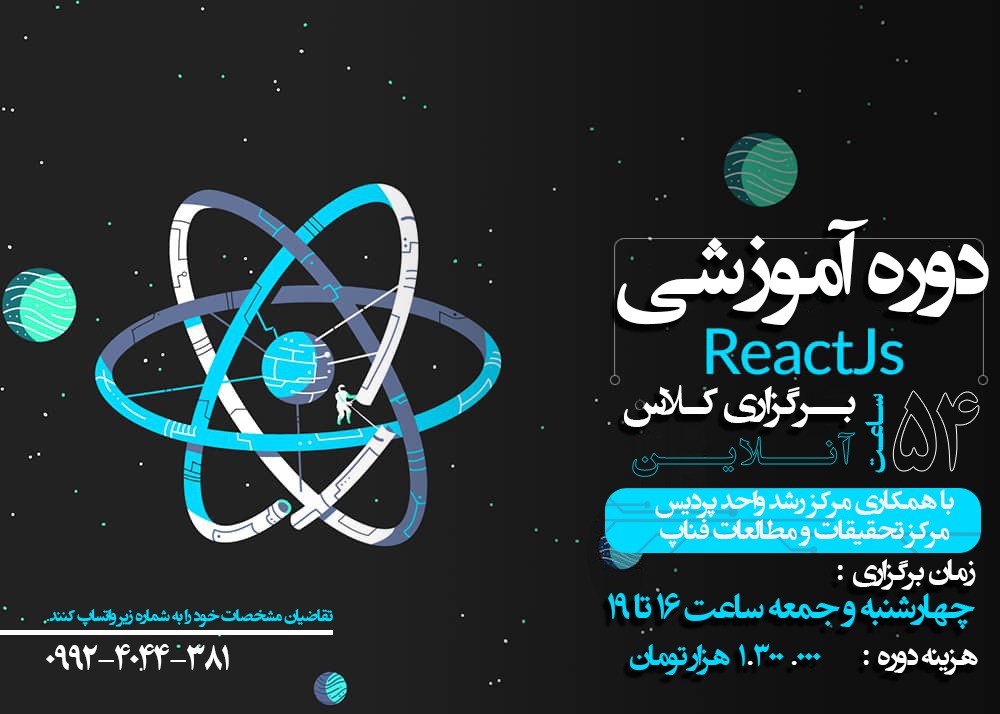 دوره آموزشی
ReactJs
۵۴ ساعت
برگزاری کلاس
آنلاین
با همکاری مرکز رشد واحد پردیس
مرکز تحقیقات و مطالعات فناپ
زمان برگزاری :
چهارشنبه و جمعه ساعت ۱۶ تا ۱۹
هزینه دوره : ۱.۳۰۰.۰۰۰ هزار تومان
تقاضیان مشخصات خود را به شماره زیر واتساپ کنند.
۰۹۹۲-۴۰۴۴-۳۸۱